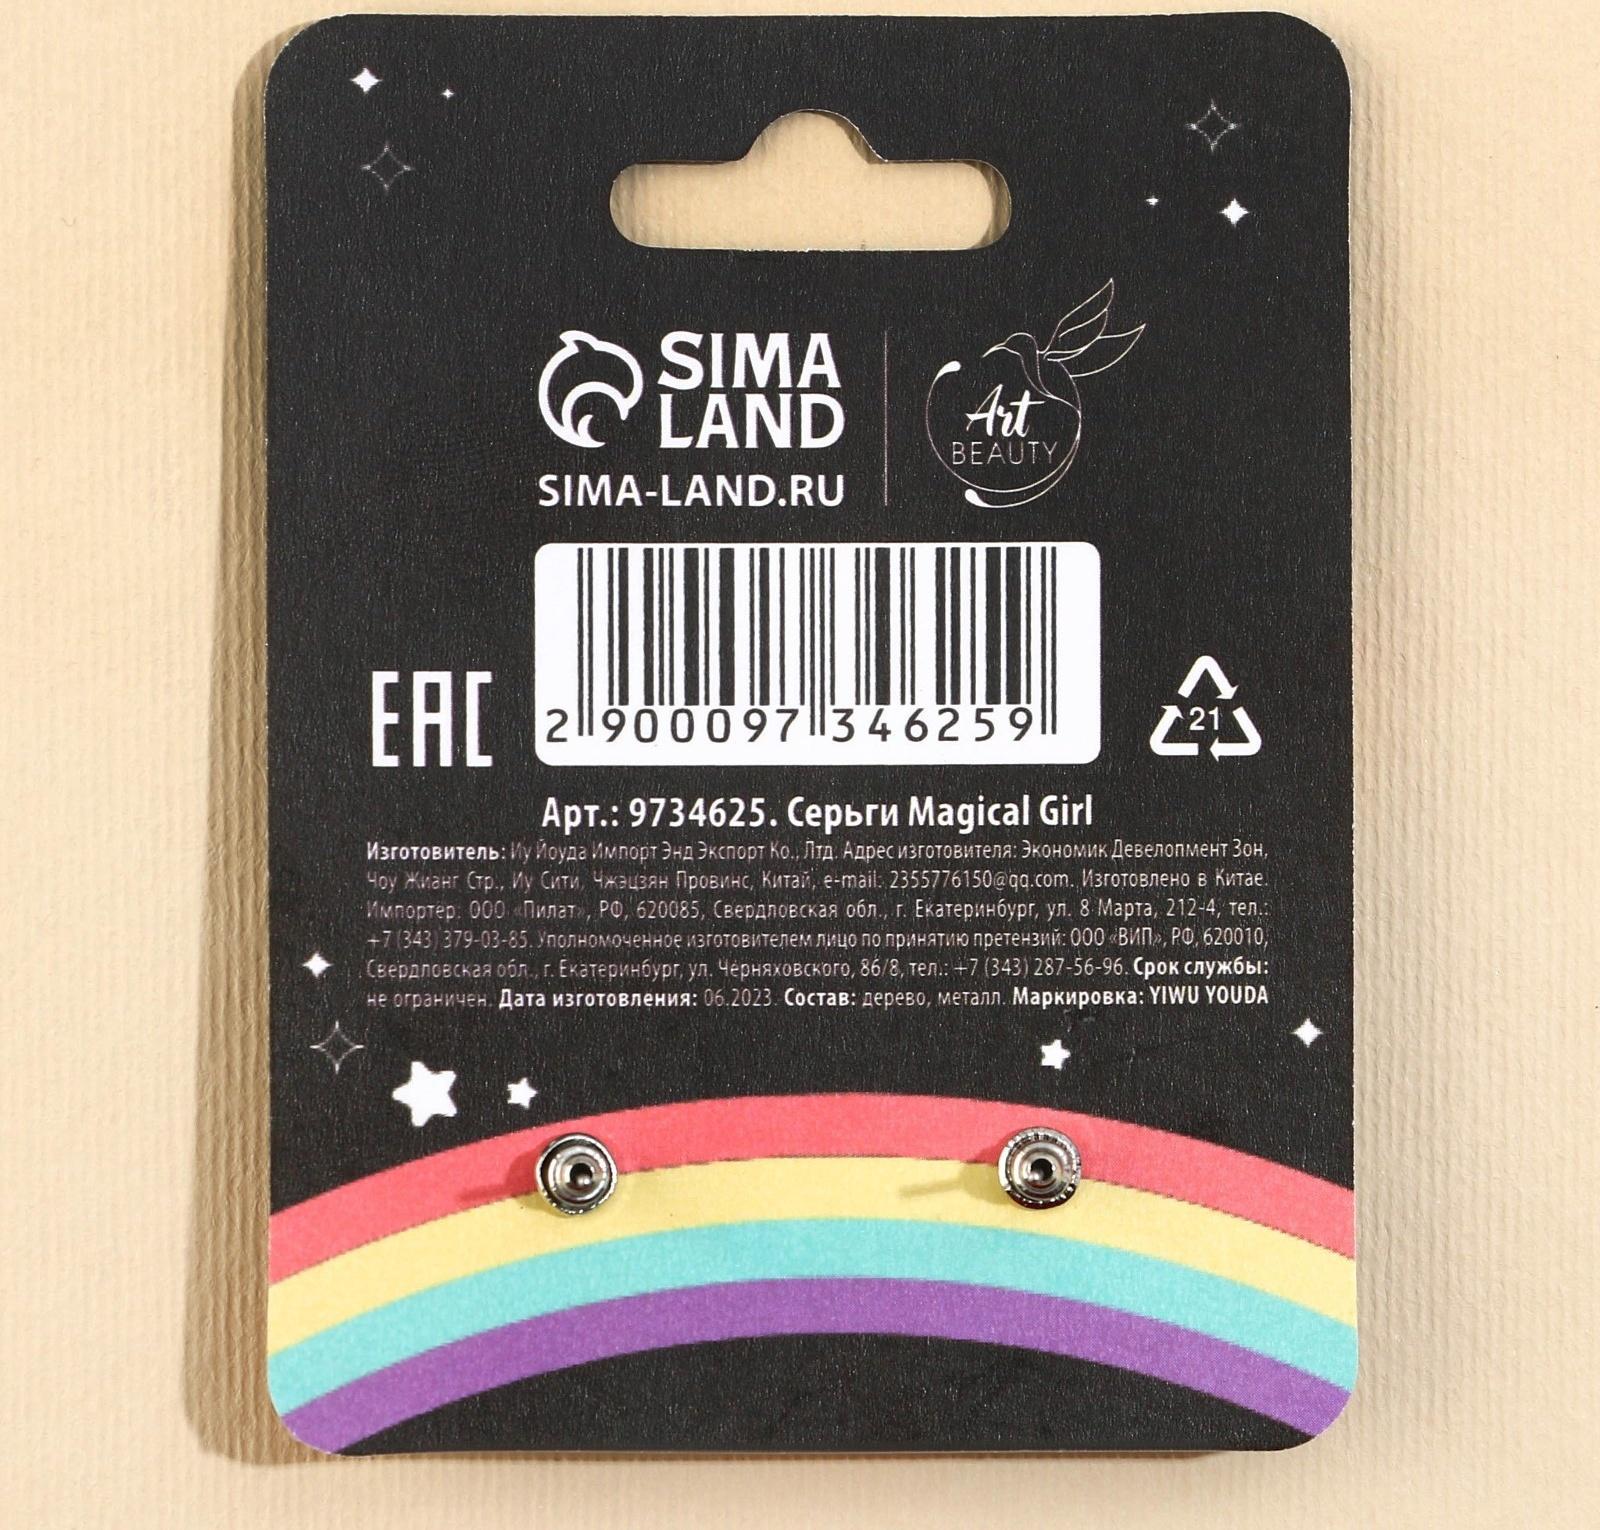 SIMA
LAND
SIMA-LAND.RU
Art
BEAUTY
2 900097 346259
EAC
21
Арт.: 9734625. Серьги Magical Girl
Изготовитель: Иу Йоуда Импорт Энд Экспорт Ко., Лтд. Адрес изготовителя: Экономик Девелопмент Зон,
Чоу Жианг Стр., Иу Сити, Чжэцзян Провинс, Китай, e-mail: 2355776150@qq.com. Изготовлено в Китае.
Импортёр: ООО «Пилат», РФ, 620085, Свердловская обл., г. Екатеринбург, ул. 8 Марта, 212-4, тел.:
+7 (343) 379-03-85. Уполномоченное изготовителем лицо по принятию претензий: ООО «ВИП», РФ, 620010,
Свердловская обл., г. Екатеринбург, ул. Черняховского, 86/8, тел.: +7 (343) 287-56-96. Срок службы:
не ограничен. Дата изготовления: 06.2023. Состав: дерево, металл. Маркировка: YIWU YOUDA